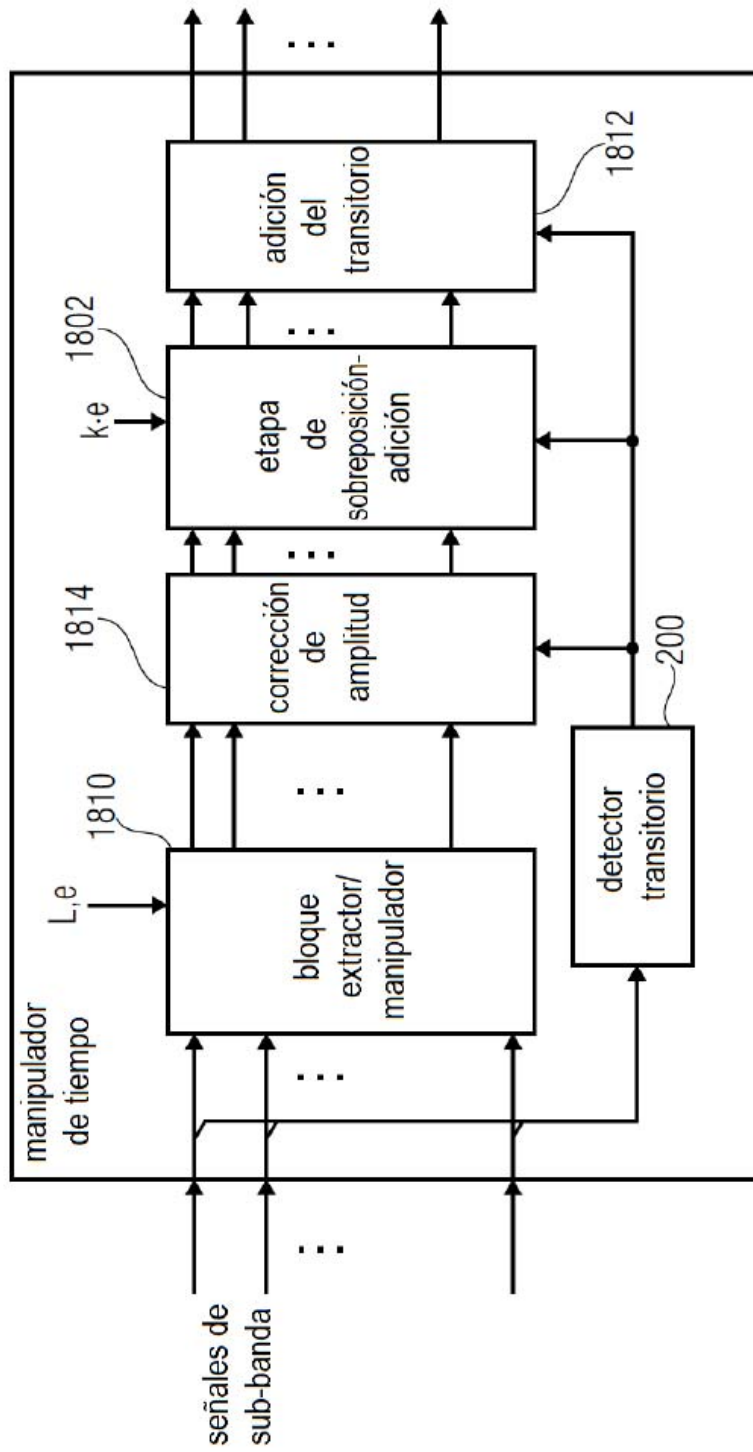 manipulador
de tiempo
señales de
sub-banda
L,e
1810
bloque
extractor/
manipulador
1814
corrección
de
amplitud
k·e
1802
etapa
de
sobreposición-
adición
adición
del
transitorio
1812
detector
transitorio
200